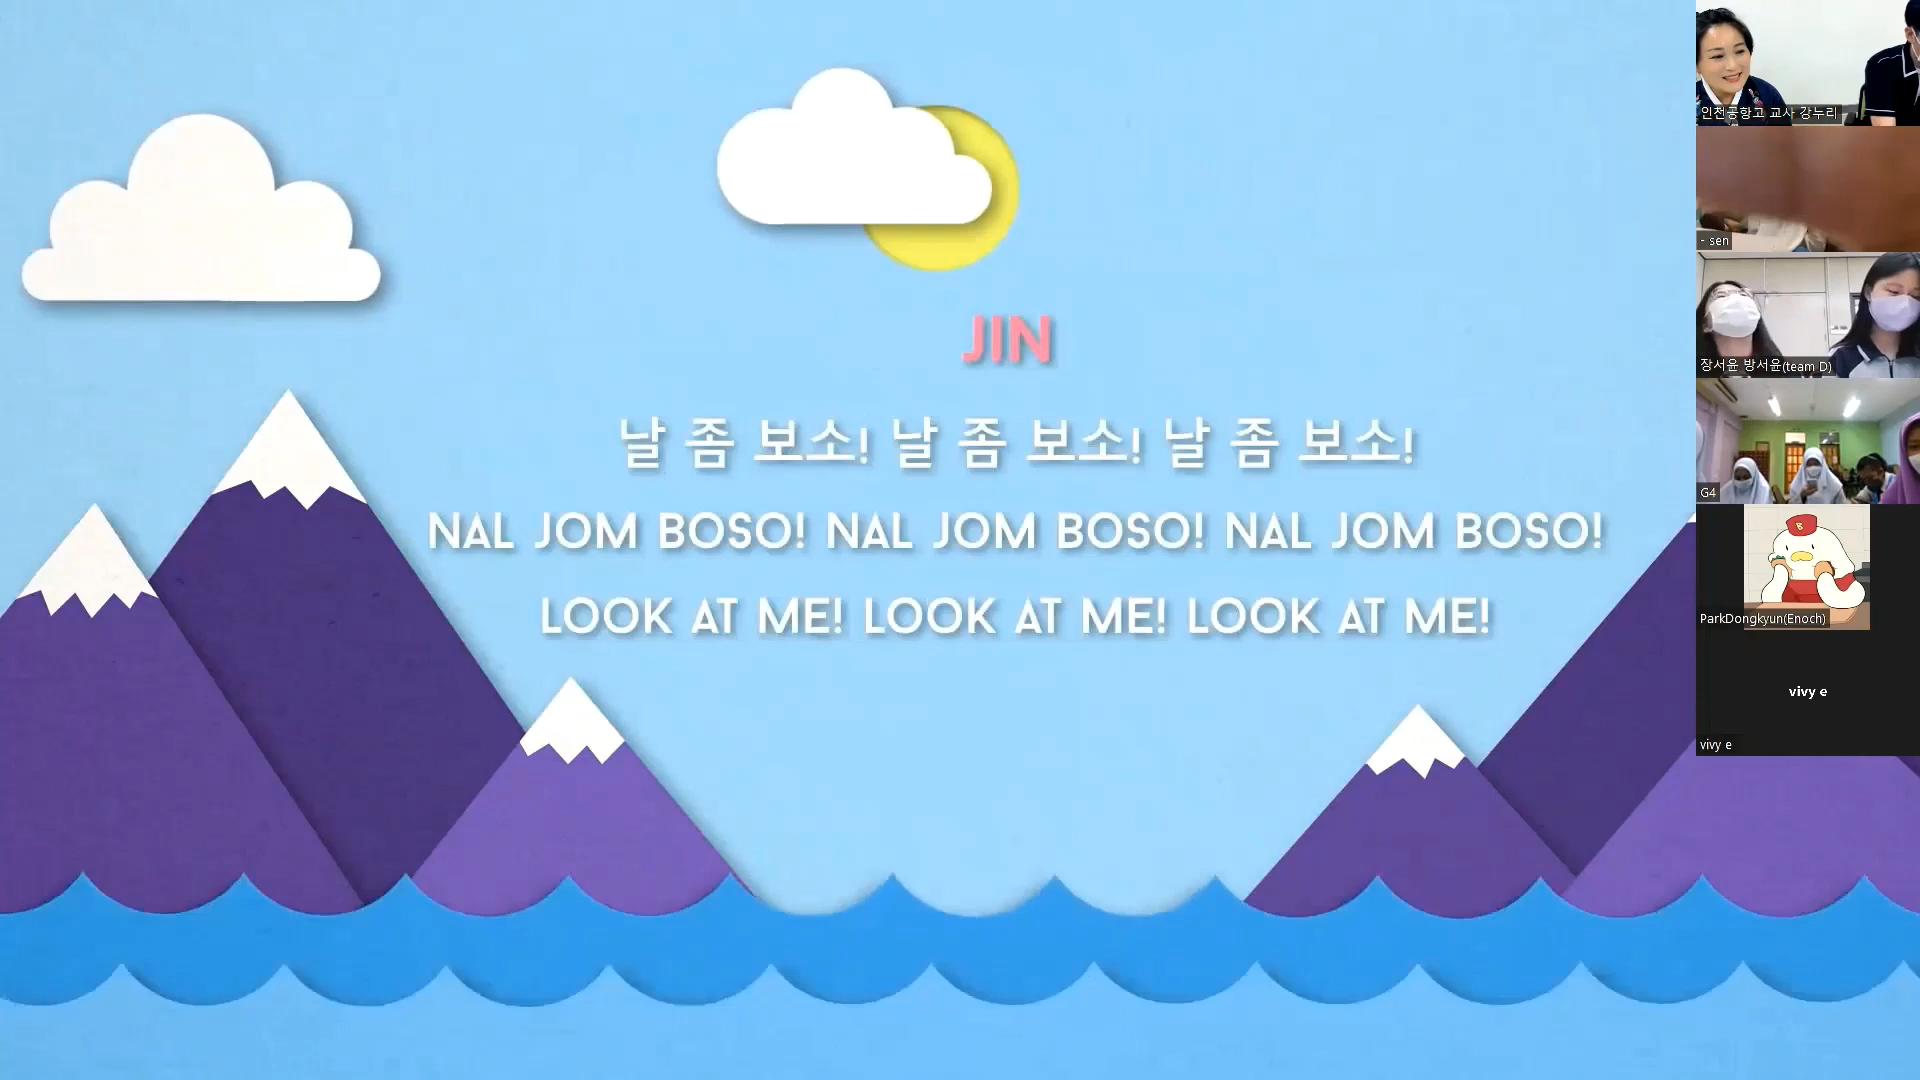 JIN
날 좀 보소! 날 좀 보소! 날 좀 보소!
NAL JOM BOSO! NAL JOM BOSO! NAL JOM BOSO!
LOOK AT ME! LOOK AT ME! LOOK AT ME!
인천공항고 교사 강누리
- sen
장서윤 방서윤(team D)
G4
B
ParkDongkyun(Enoch)
vivy e
vivy e